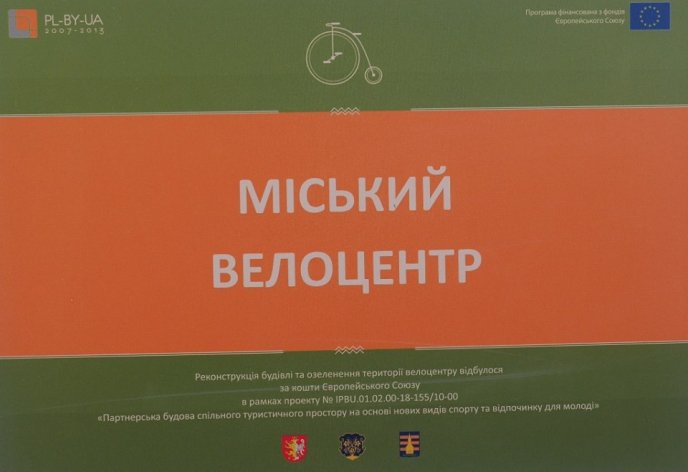 PL-BY-UA
2007-2013
Програма фінансована з фондів
Європейського Союзу
МІСЬКИЙ
ВЕЛОЦЕНТР
Реконструкція будівлі та озеленення території велоцентру відбулося
за кошти Європейського Союзу
в рамках проекту № IPBU.01.02.00-18-155/10-00
«Партнерська будова спільного туристичного простору на основі нових видів спорту та відпочинку для молоді»